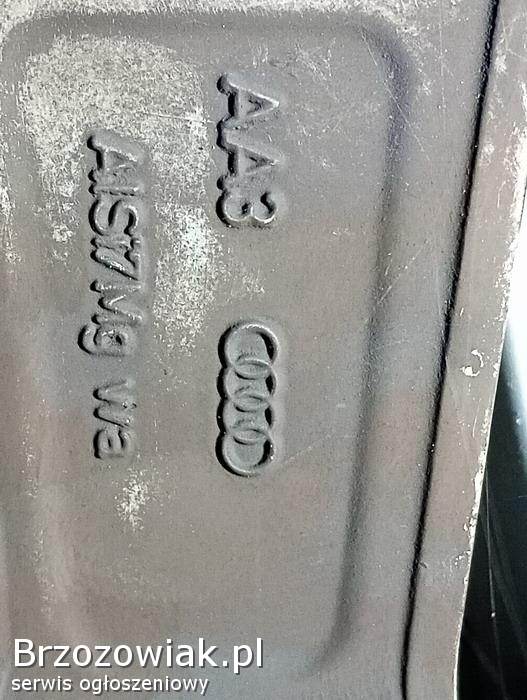 AA3
AlSi7Mg wa
Brzozowiak.pl
serwis ogłoszeniowy